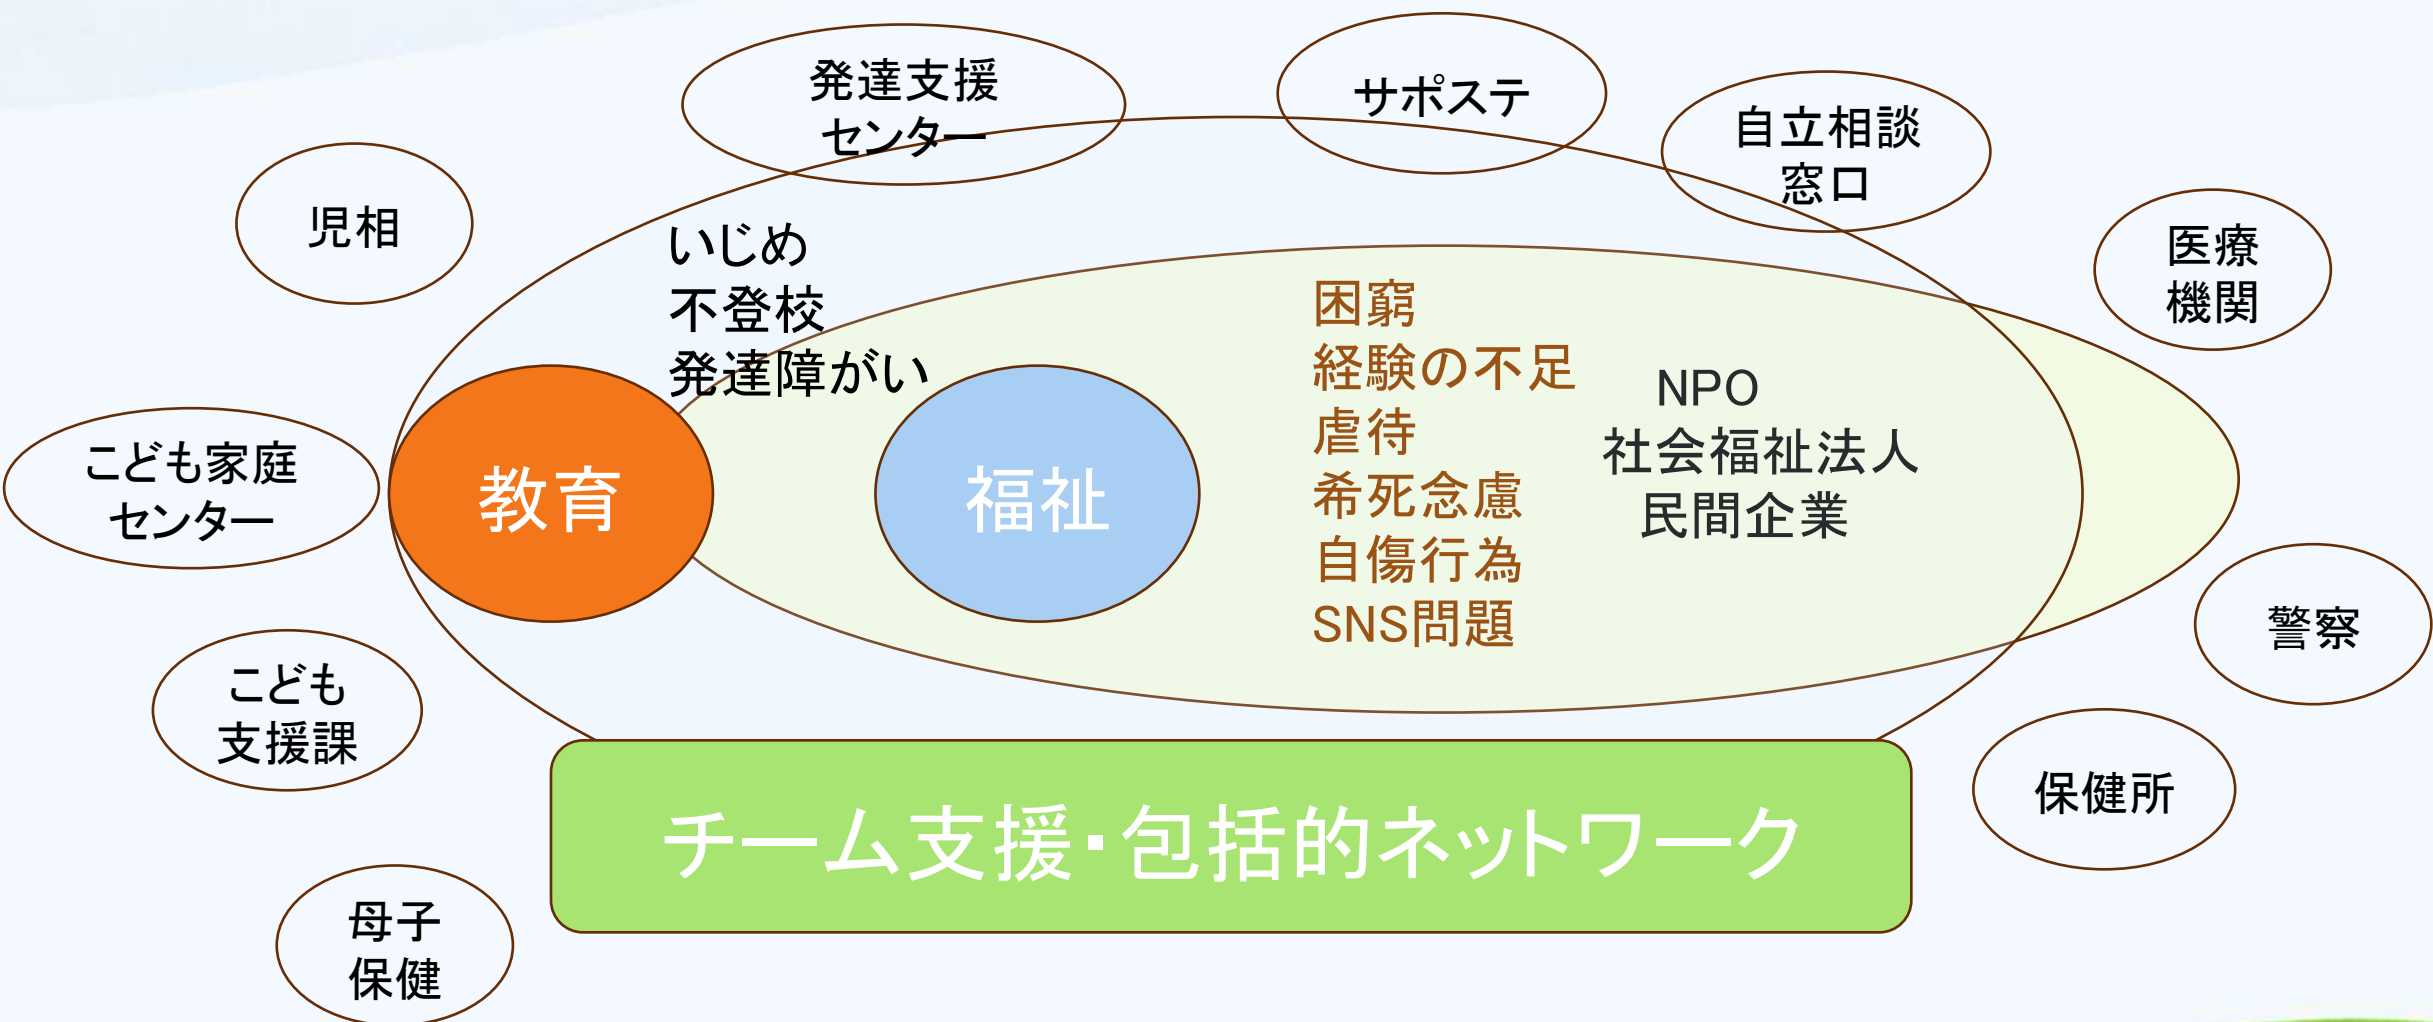 発達支援
センター
サポステ
自立相談
窓口
児相
医療
機関
いじめ
不登校
発達障がい
困窮
経験の不足
虐待
希死念慮
自傷行為
SNS問題
NPO
社会福祉法人
民間企業
こども家庭
センター
教育
福祉
警察
こども
支援課
保健所
チーム支援・包括的ネットワーク
母子
保健